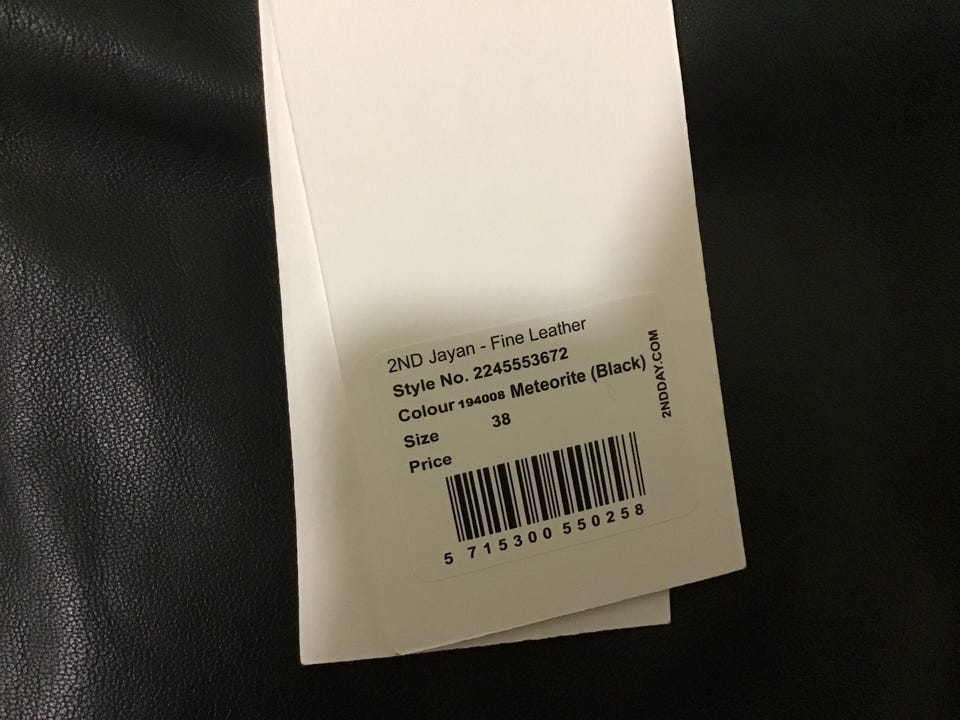 2ND Jayan - Fine Leather
Style No. 2245553672
Colour 194008 Meteorite (Black)
Size 38
Price
2NDDAY.COM
5 715300 550258